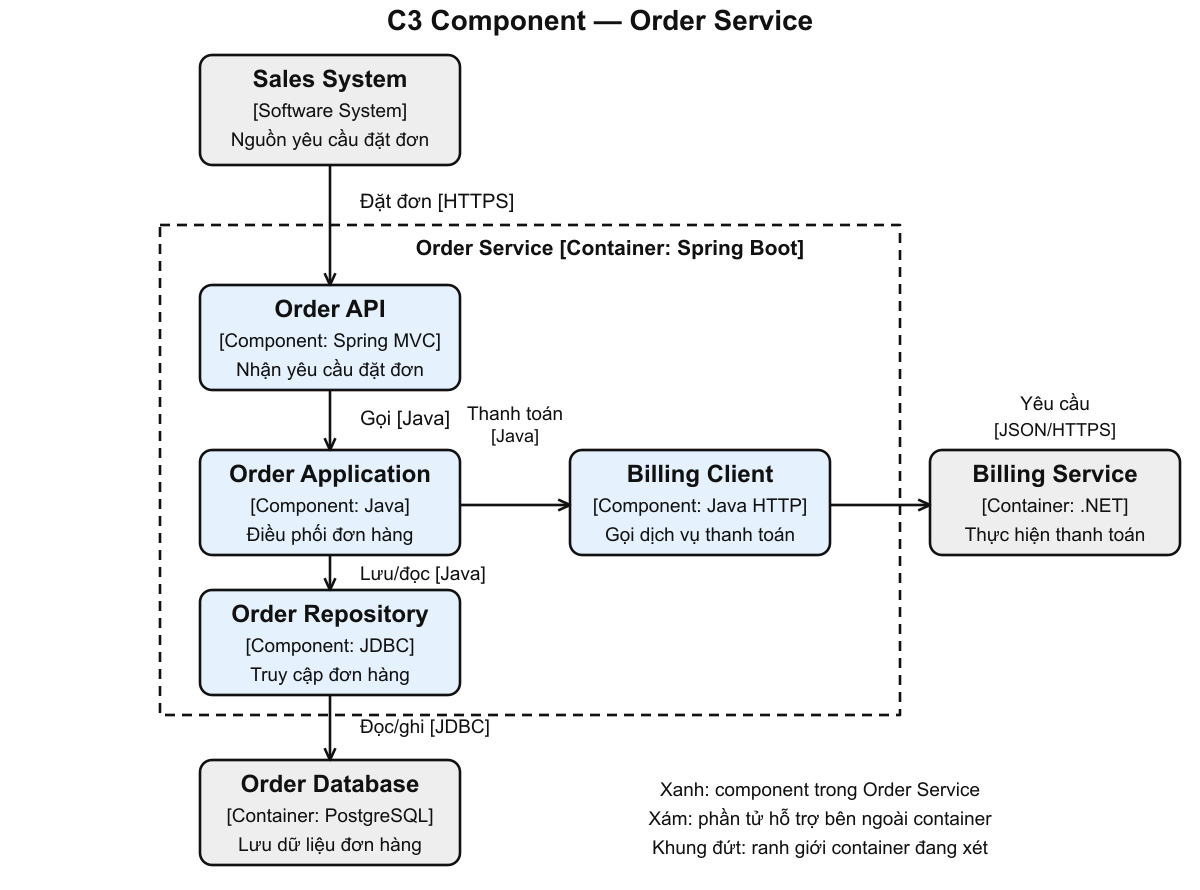 C3 Component — Order Service
Sales System
[Software System]
Nguồn yêu cầu đặt đơn
Đặt đơn [HTTPS]
Order Service [Container: Spring Boot]
Order API
[Component: Spring MVC]
Nhận yêu cầu đặt đơn
Gọi [Java]
Thanh toán
[Java]
Yêu cầu
[JSON/HTTPS]
Order Application
[Component: Java]
Điều phối đơn hàng
Billing Client
[Component: Java HTTP]
Gọi dịch vụ thanh toán
Billing Service
[Container: .NET]
Thực hiện thanh toán
Lưu/đọc [Java]
Order Repository
[Component: JDBC]
Truy cập đơn hàng
Đọc/ghi [JDBC]
Order Database
[Container: PostgreSQL]
Lưu dữ liệu đơn hàng
Xanh: component trong Order Service
Xám: phần tử hỗ trợ bên ngoài container
Khung đứt: ranh giới container đang xét